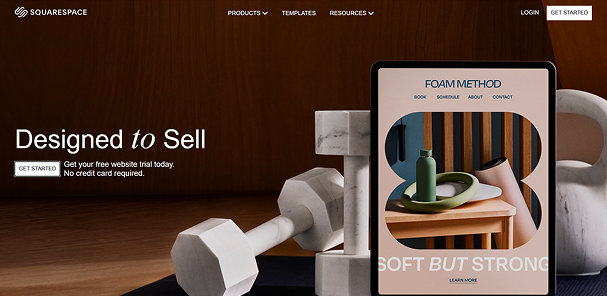 SQUARESPACE
PRODUCTS TEMPLATES RESOURCES
LOGIN GET STARTED
Designed to Sell
GET STARTED
Get your free website trial today.
No credit card required.
FOAM METHOD
BOOK SCHEDULE ABOUT CONTACT
SOFT BUT STRONG
LEARN MORE